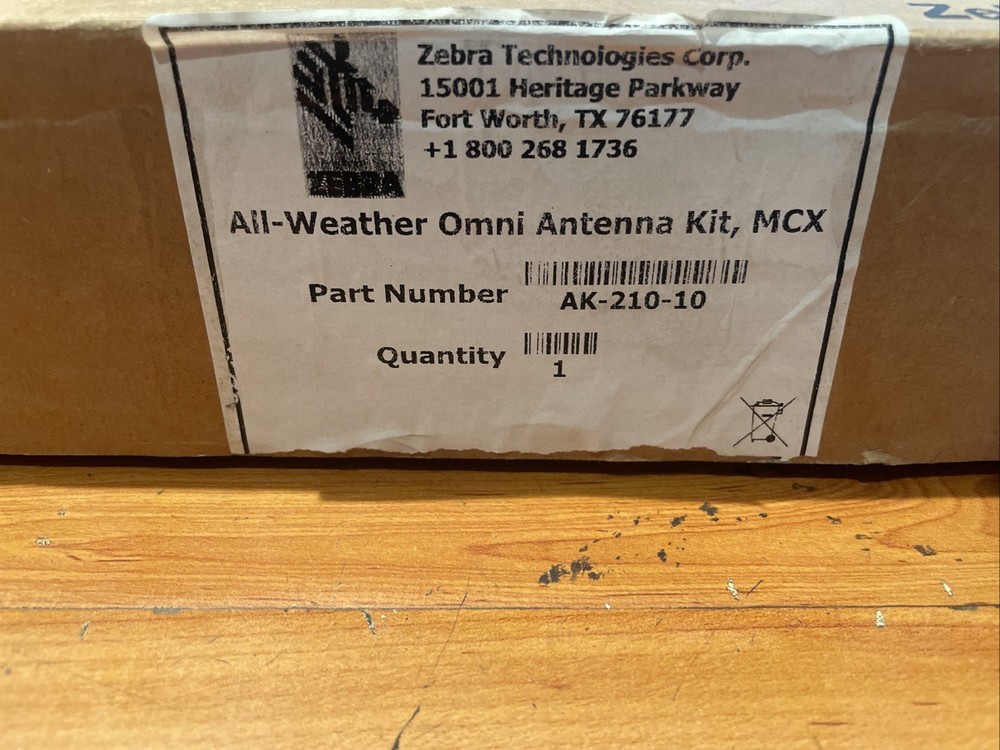 Zebra Technologies Corp.
15001 Heritage Parkway
Fort Worth, TX 76177
+1 800 268 1736
ZEBRA
All-Weather Omni Antenna Kit, MCX
Part Number
AK-210-10
Quantity
1